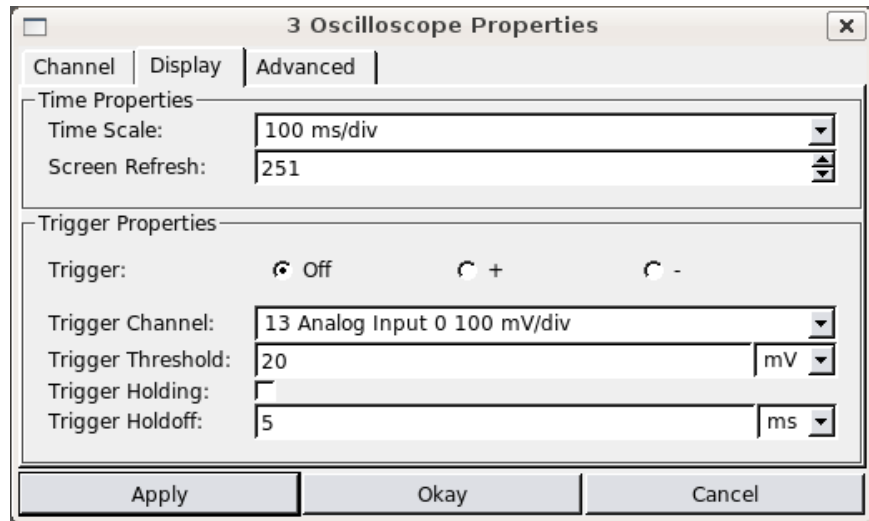 3 Oscilloscope Properties
Channel Display Advanced
Time Properties
Time Scale: 100 ms/div
Screen Refresh: 251
Trigger Properties
Trigger: Off + -
Trigger Channel: 13 Analog Input 0 100 mV/div
Trigger Threshold: 20 mV
Trigger Holding:
Trigger Holdoff: 5 ms
Apply Okay Cancel